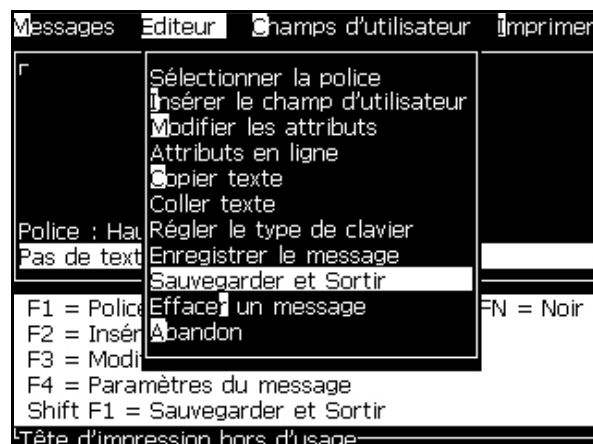 Messages Editeur Champs d'utilisateur Imprimer
Sélectionner la police
Insérer le champ d'utilisateur
Modifier les attributs
Attributs en ligne
Copier texte
Coller texte
Régler le type de clavier
Enregistrer le message
Sauvegarder et Sortir
Effacer un message
Abandon
Police : Hau
Pas de text
F1 = Police FN = Noir
F2 = Insér
F3 = Modi
F4 = Paramètres du message
Shift F1 = Sauvegarder et Sortir
Tête d'impression hors d'usage